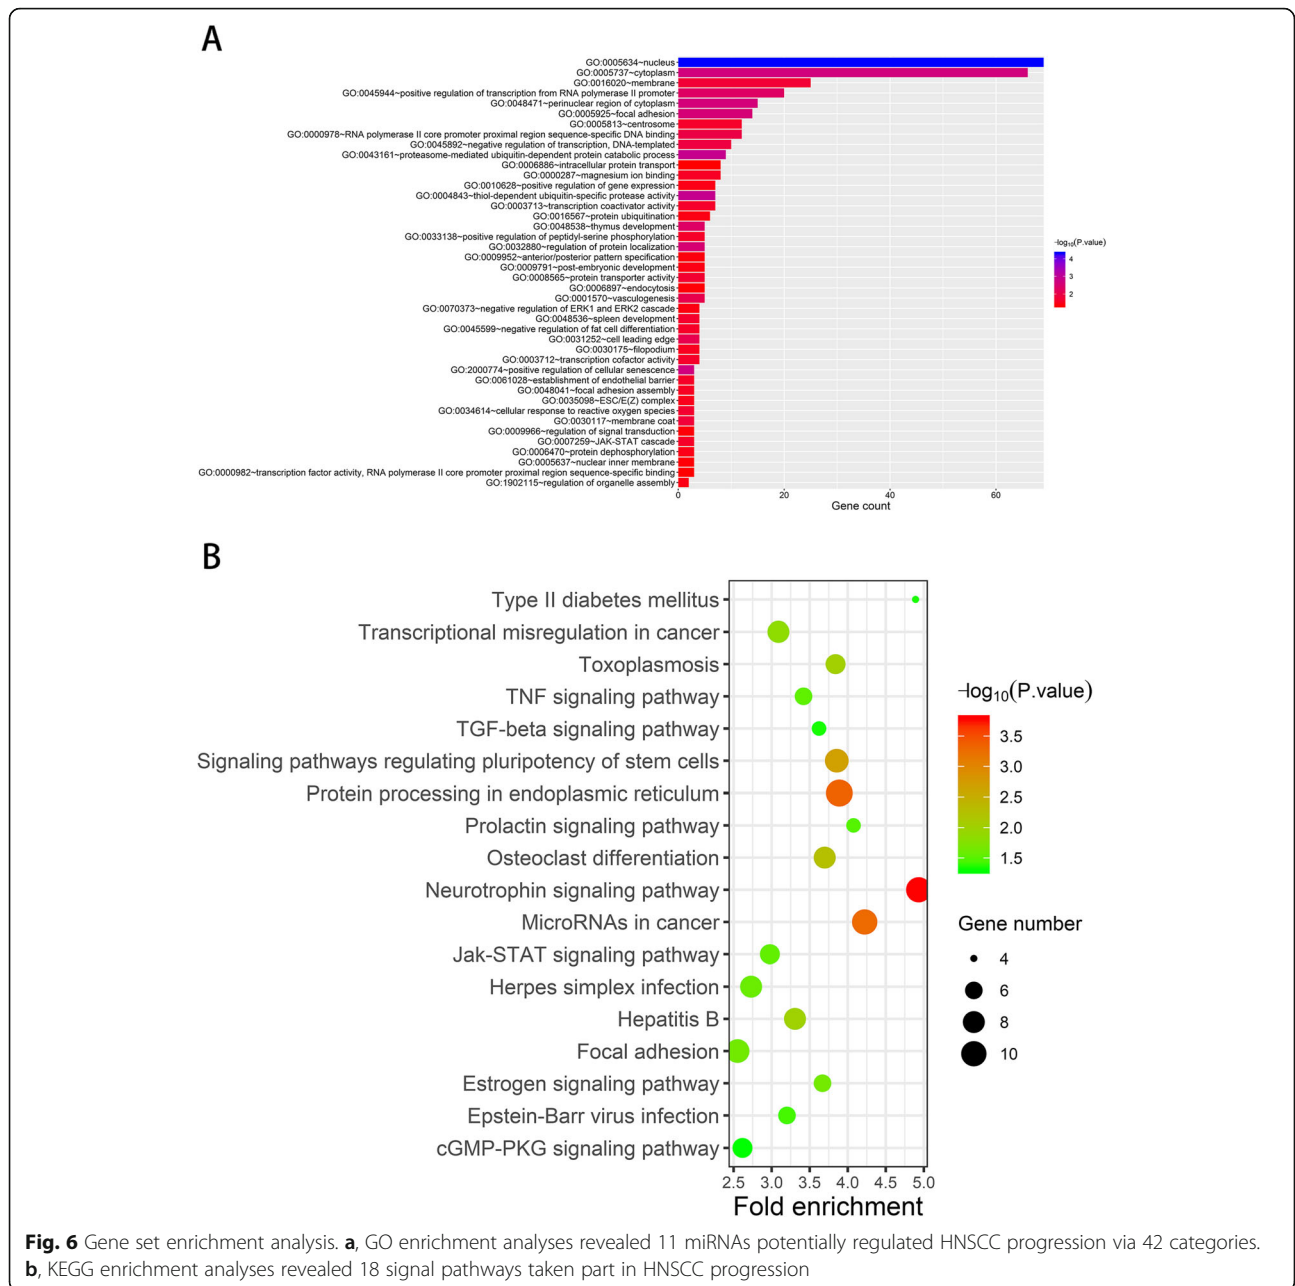 A
GO:0005634~nucleus
GO:0005737~cytoplasm
GO:0016020~membrane
GO:0045944~positive regulation of transcription from RNA polymerase II promoter
GO:0048471~perinuclear region of cytoplasm
GO:0005925~focal adhesion
GO:0005813~centrosome
GO:0000978~RNA polymerase II core promoter proximal region sequence-specific DNA binding
GO:0045892~negative regulation of transcription, DNA-templated
GO:0043161~proteasome-mediated ubiquitin-dependent protein catabolic process
GO:0006886~intracellular protein transport
GO:0000287~magnesium ion binding
GO:0010628~positive regulation of gene expression
GO:0004843~thiol-dependent ubiquitin-specific protease activity
GO:0003713~transcription coactivator activity
GO:0016567~protein ubiquitination
GO:0048538~thymus development
GO:0033138~positive regulation of peptidyl-serine phosphorylation
GO:0032880~regulation of protein localization
GO:0009952~anterior/posterior pattern specification
GO:0009791~post-embryonic development
GO:0008565~protein transporter activity
GO:0006897~endocytosis
GO:0001570~vasculogenesis
GO:0070373~negative regulation of ERK1 and ERK2 cascade
GO:0048536~spleen development
GO:0045599~negative regulation of fat cell differentiation
GO:0031252~cell leading edge
GO:0030175~filopodium
GO:0003712~transcription cofactor activity
GO:2000774~positive regulation of cellular senescence
GO:0061028~establishment of endothelial barrier
GO:0048041~focal adhesion assembly
GO:0035098~ESC/E(Z) complex
GO:0034614~cellular response to reactive oxygen species
GO:0030117~membrane coat
GO:0009966~regulation of signal transduction
GO:0007259~JAK-STAT cascade
GO:0006470~protein dephosphorylation
GO:0005637~nuclear inner membrane
GO:0000982~transcription factor activity, RNA polymerase II core promoter proximal region sequence-specific binding
GO:1902115~regulation of organelle assembly
0 20 40 60
Gene count
−log₁₀(P.value)
4
3
2
B
Type II diabetes mellitus
Transcriptional misregulation in cancer
Toxoplasmosis
TNF signaling pathway
TGF-beta signaling pathway
Signaling pathways regulating pluripotency of stem cells
Protein processing in endoplasmic reticulum
Prolactin signaling pathway
Osteoclast differentiation
Neurotrophin signaling pathway
MicroRNAs in cancer
Jak-STAT signaling pathway
Herpes simplex infection
Hepatitis B
Focal adhesion
Estrogen signaling pathway
Epstein-Barr virus infection
cGMP-PKG signaling pathway
2.5 3.0 3.5 4.0 4.5 5.0
Fold enrichment
−log₁₀(P.value)
3.5
3.0
2.5
2.0
1.5
Gene number
4
6
8
10
Fig. 6 Gene set enrichment analysis. a, GO enrichment analyses revealed 11 miRNAs potentially regulated HNSCC progression via 42 categories.
b, KEGG enrichment analyses revealed 18 signal pathways taken part in HNSCC progression